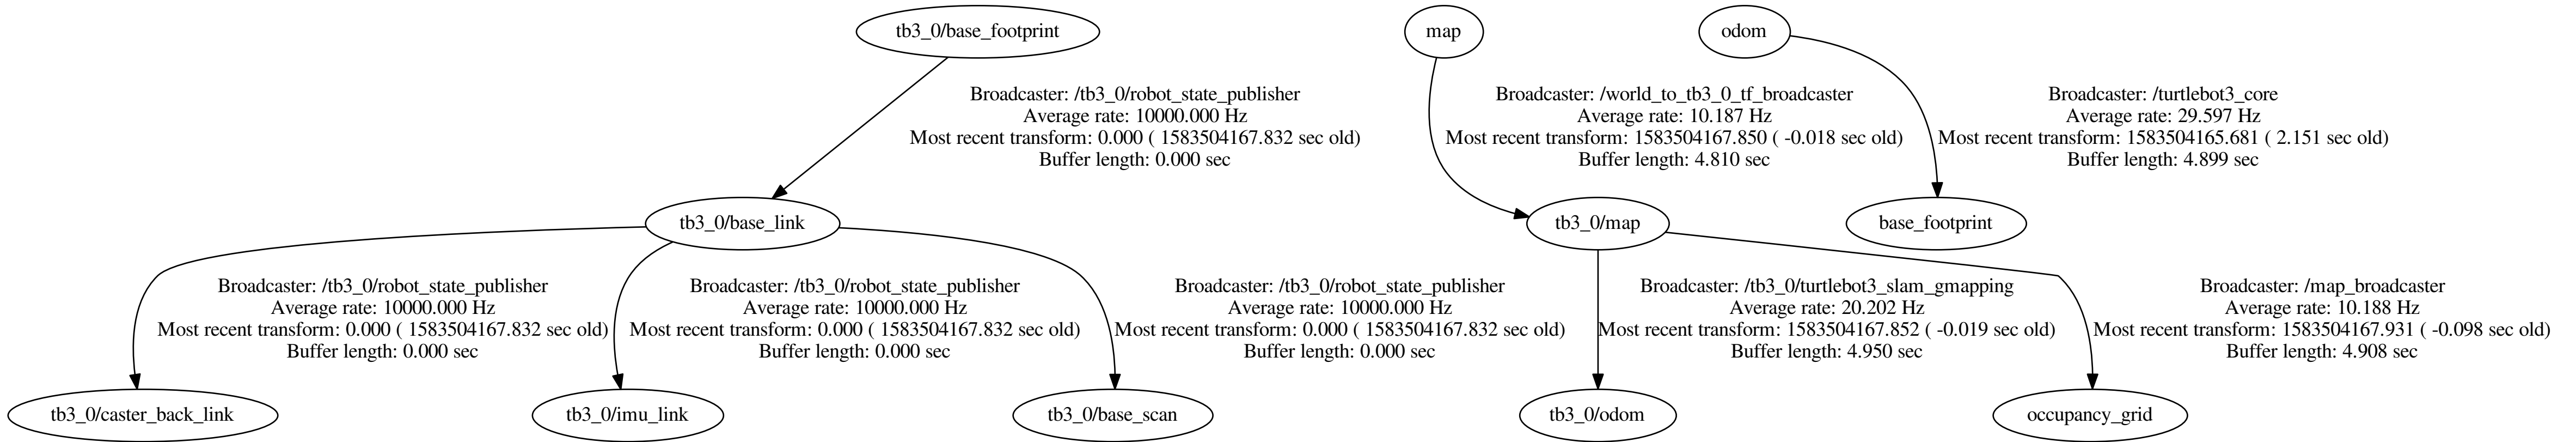 tb3_0/base_footprint
map
odom
Broadcaster: /tb3_0/robot_state_publisher
Average rate: 10000.000 Hz
Most recent transform: 0.000 ( 1583504167.832 sec old)
Buffer length: 0.000 sec
Broadcaster: /world_to_tb3_0_tf_broadcaster
Average rate: 10.187 Hz
Most recent transform: 1583504167.850 ( -0.018 sec old)
Buffer length: 4.810 sec
Broadcaster: /turtlebot3_core
Average rate: 29.597 Hz
Most recent transform: 1583504165.681 ( 2.151 sec old)
Buffer length: 4.899 sec
tb3_0/base_link
tb3_0/map
base_footprint
Broadcaster: /tb3_0/robot_state_publisher
Average rate: 10000.000 Hz
Most recent transform: 0.000 ( 1583504167.832 sec old)
Buffer length: 0.000 sec
Broadcaster: /tb3_0/robot_state_publisher
Average rate: 10000.000 Hz
Most recent transform: 0.000 ( 1583504167.832 sec old)
Buffer length: 0.000 sec
Broadcaster: /tb3_0/robot_state_publisher
Average rate: 10000.000 Hz
Most recent transform: 0.000 ( 1583504167.832 sec old)
Buffer length: 0.000 sec
Broadcaster: /tb3_0/turtlebot3_slam_gmapping
Average rate: 20.202 Hz
Most recent transform: 1583504167.852 ( -0.019 sec old)
Buffer length: 4.950 sec
Broadcaster: /map_broadcaster
Average rate: 10.188 Hz
Most recent transform: 1583504167.931 ( -0.098 sec old)
Buffer length: 4.908 sec
tb3_0/caster_back_link
tb3_0/imu_link
tb3_0/base_scan
tb3_0/odom
occupancy_grid